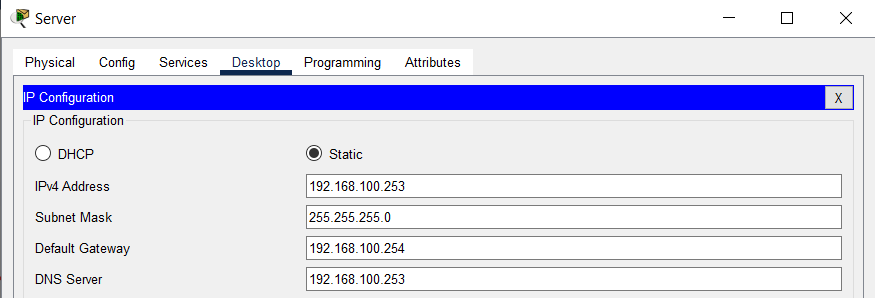 Server
Physical Config Services Desktop Programming Attributes
IP Configuration X
IP Configuration
DHCP Static
IPv4 Address 192.168.100.253
Subnet Mask 255.255.255.0
Default Gateway 192.168.100.254
DNS Server 192.168.100.253